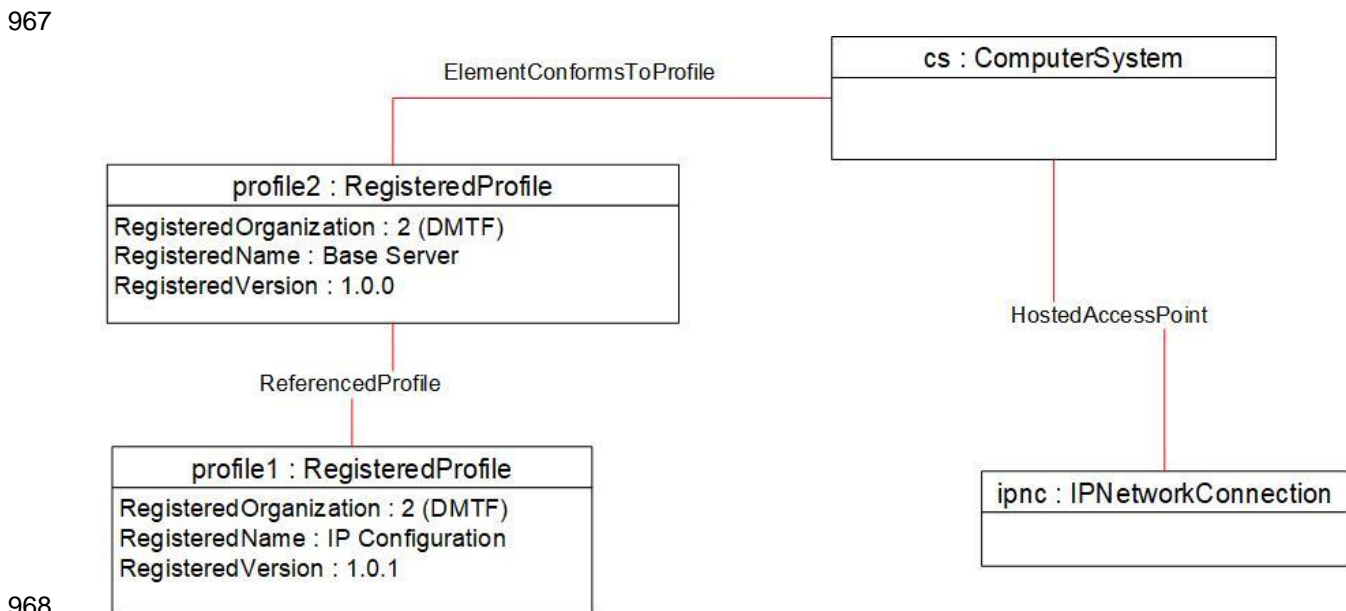 967
cs : ComputerSystem
ElementConformsToProfile
profile2 : RegisteredProfile
RegisteredOrganization : 2 (DMTF)
RegisteredName : Base Server
RegisteredVersion : 1.0.0
HostedAccessPoint
ReferencedProfile
profile1 : RegisteredProfile
RegisteredOrganization : 2 (DMTF)
RegisteredName : IP Configuration
RegisteredVersion : 1.0.1
ipnc : IPNetworkConnection
968